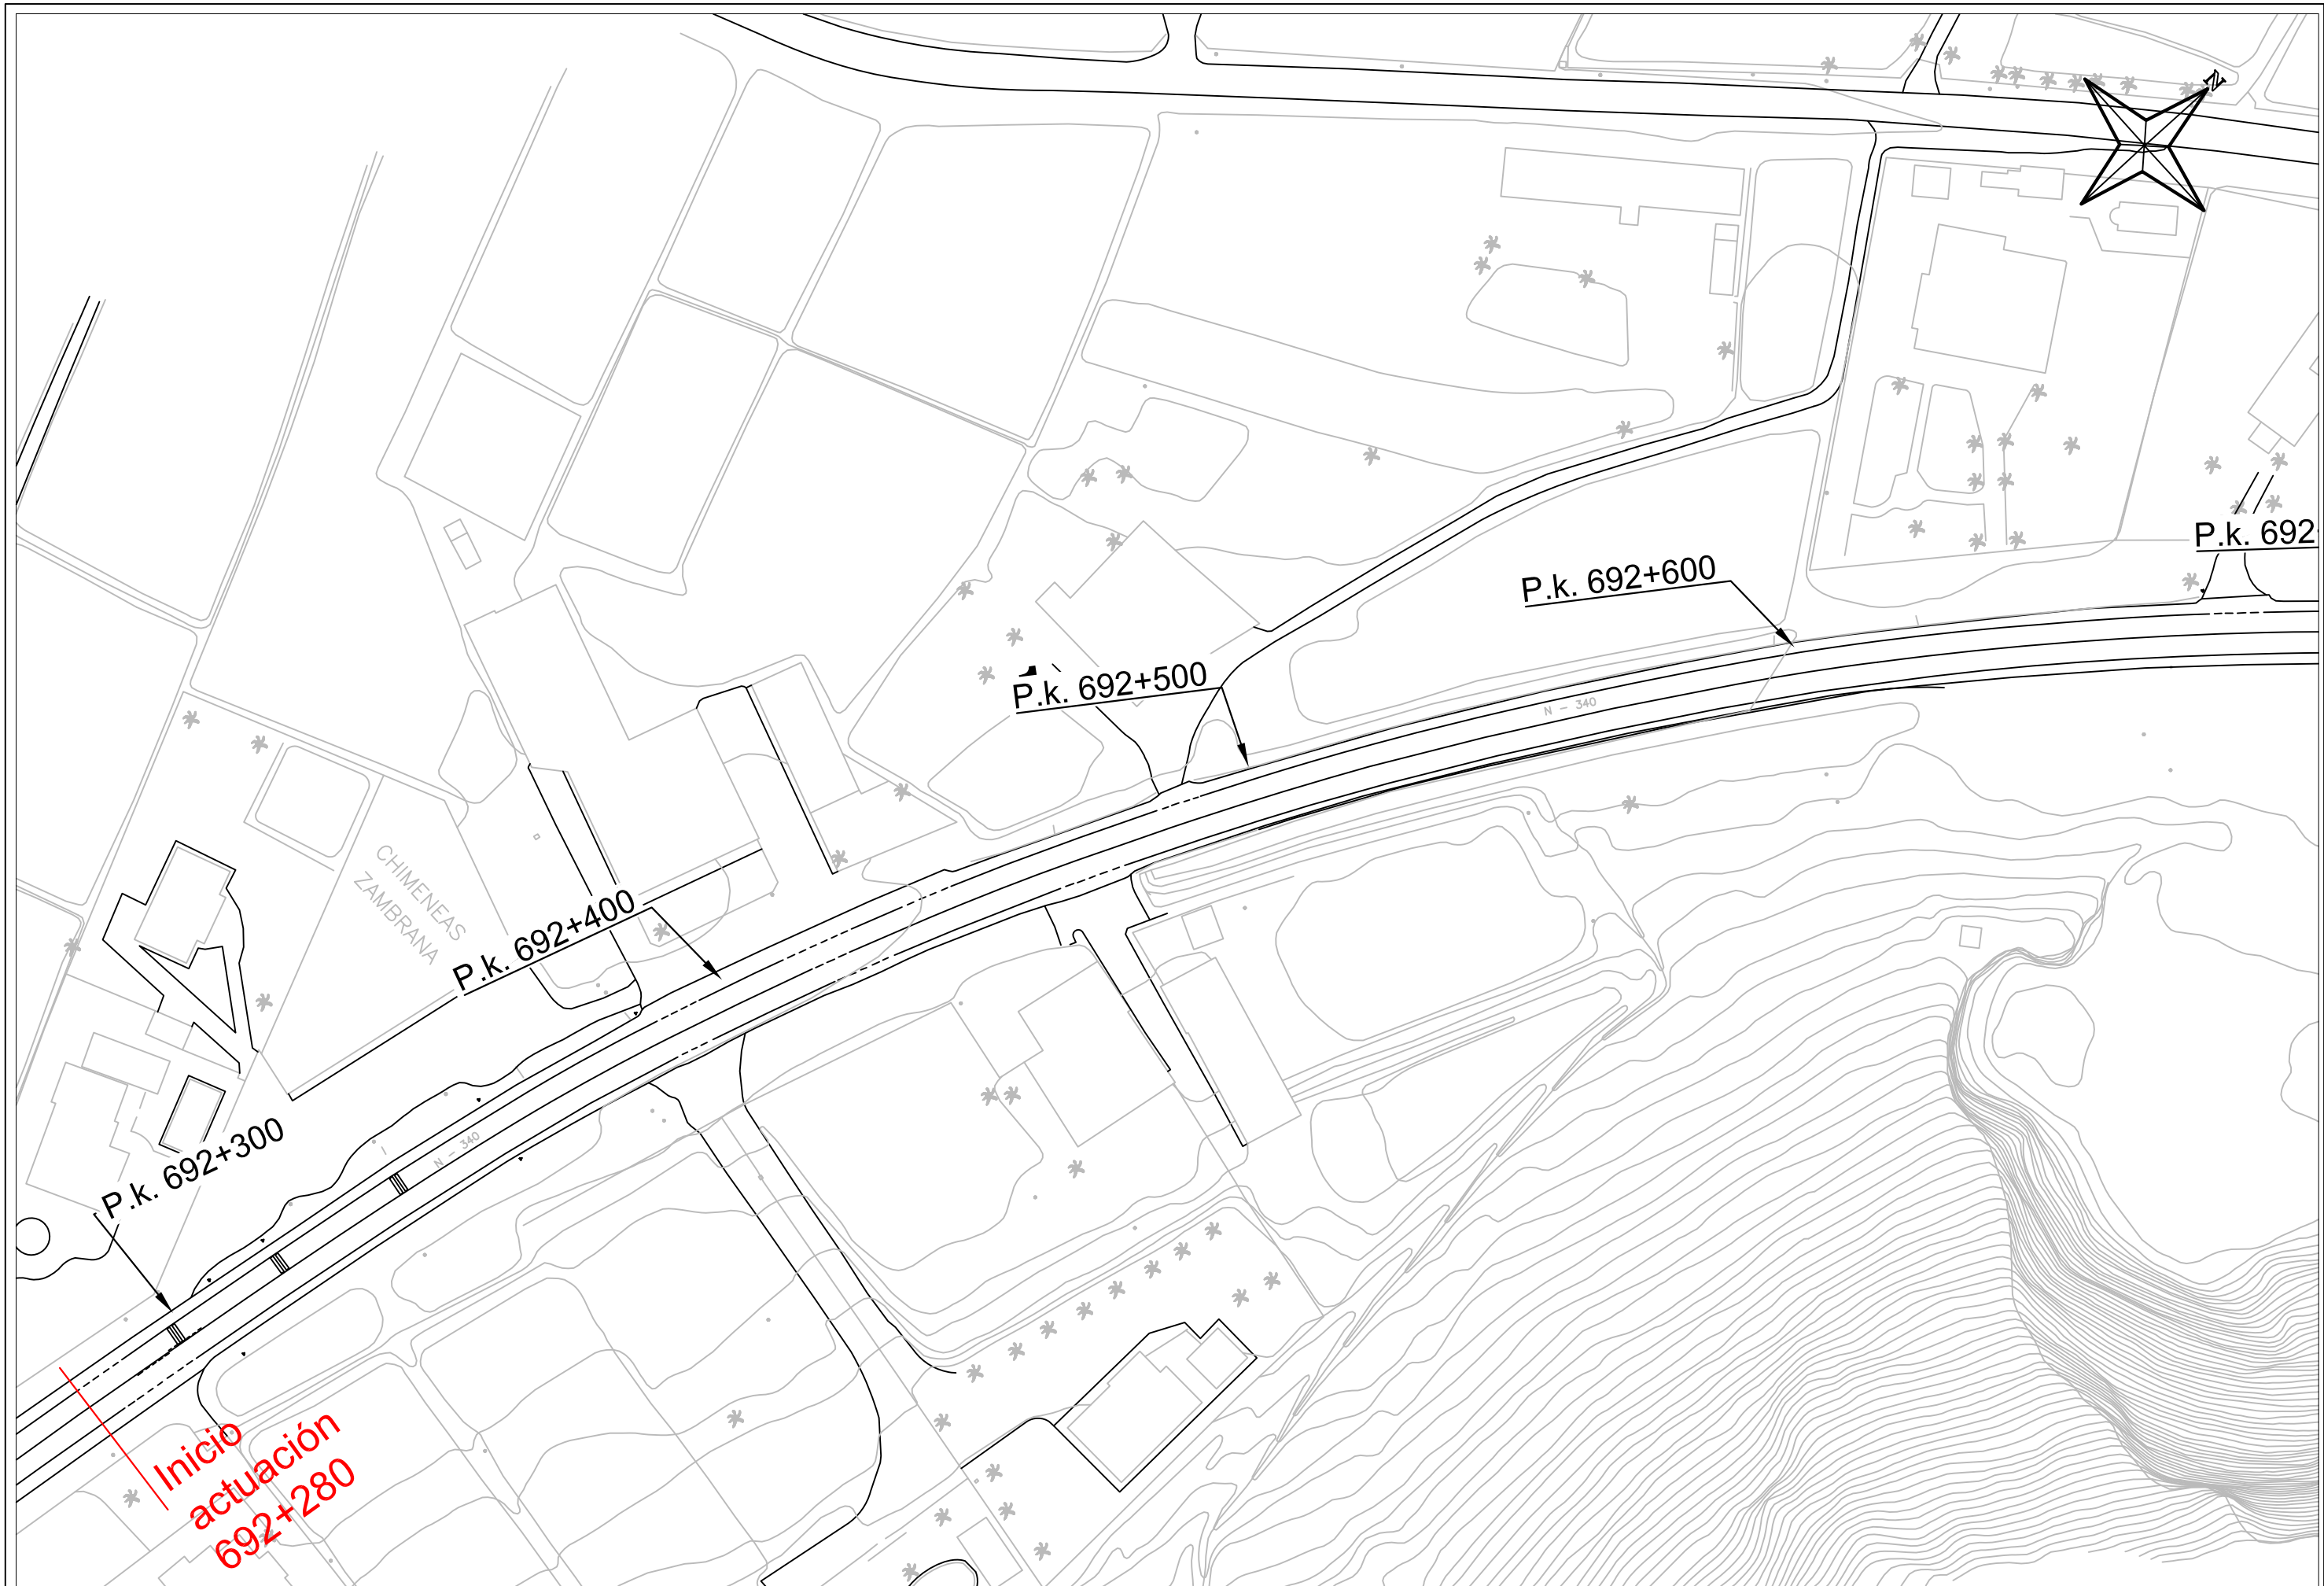 N
P.k. 692
P.k. 692+600
P.k. 692+500
N - 340
CHIMENEAS
ZAMBRANA
P.k. 692+400
P.k. 692+300
N - 340
Inicio
actuación
692+280